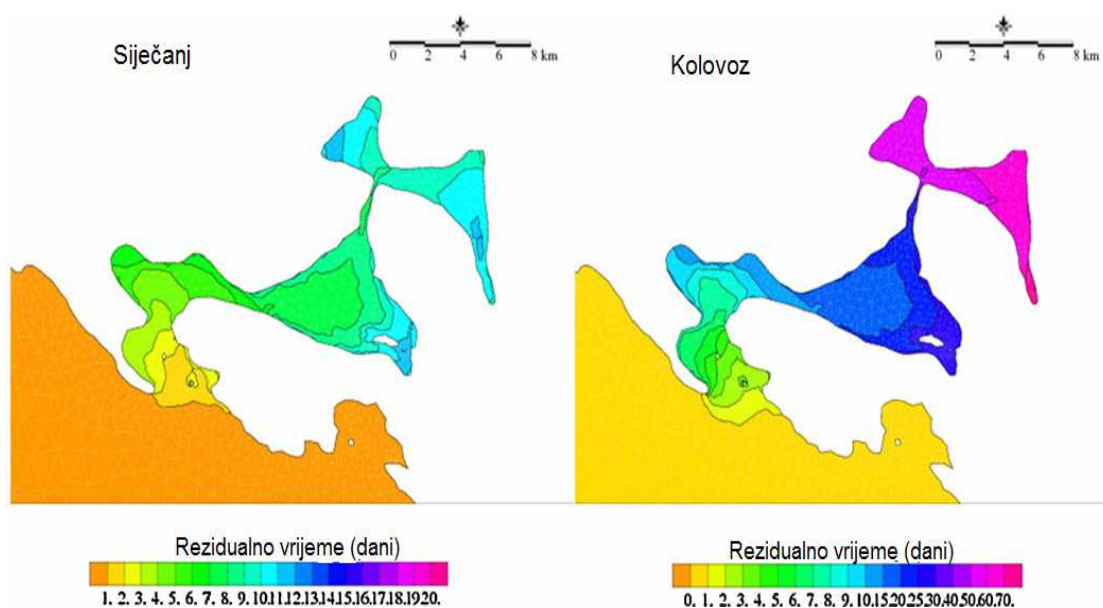 Siječanj
0 2 4 6 8 km
Kolovoz
0 2 4 6 8 km
Rezidualno vrijeme (dani)
1. 2. 3. 4. 5. 6. 7. 8. 9. 10.11.12.13.14.15.16.17.18.1920.
Rezidualno vrijeme (dani)
0. 1. 2. 3. 4. 5. 6. 7. 8. 9. 10.15.20.25.30.40.50.60.70.